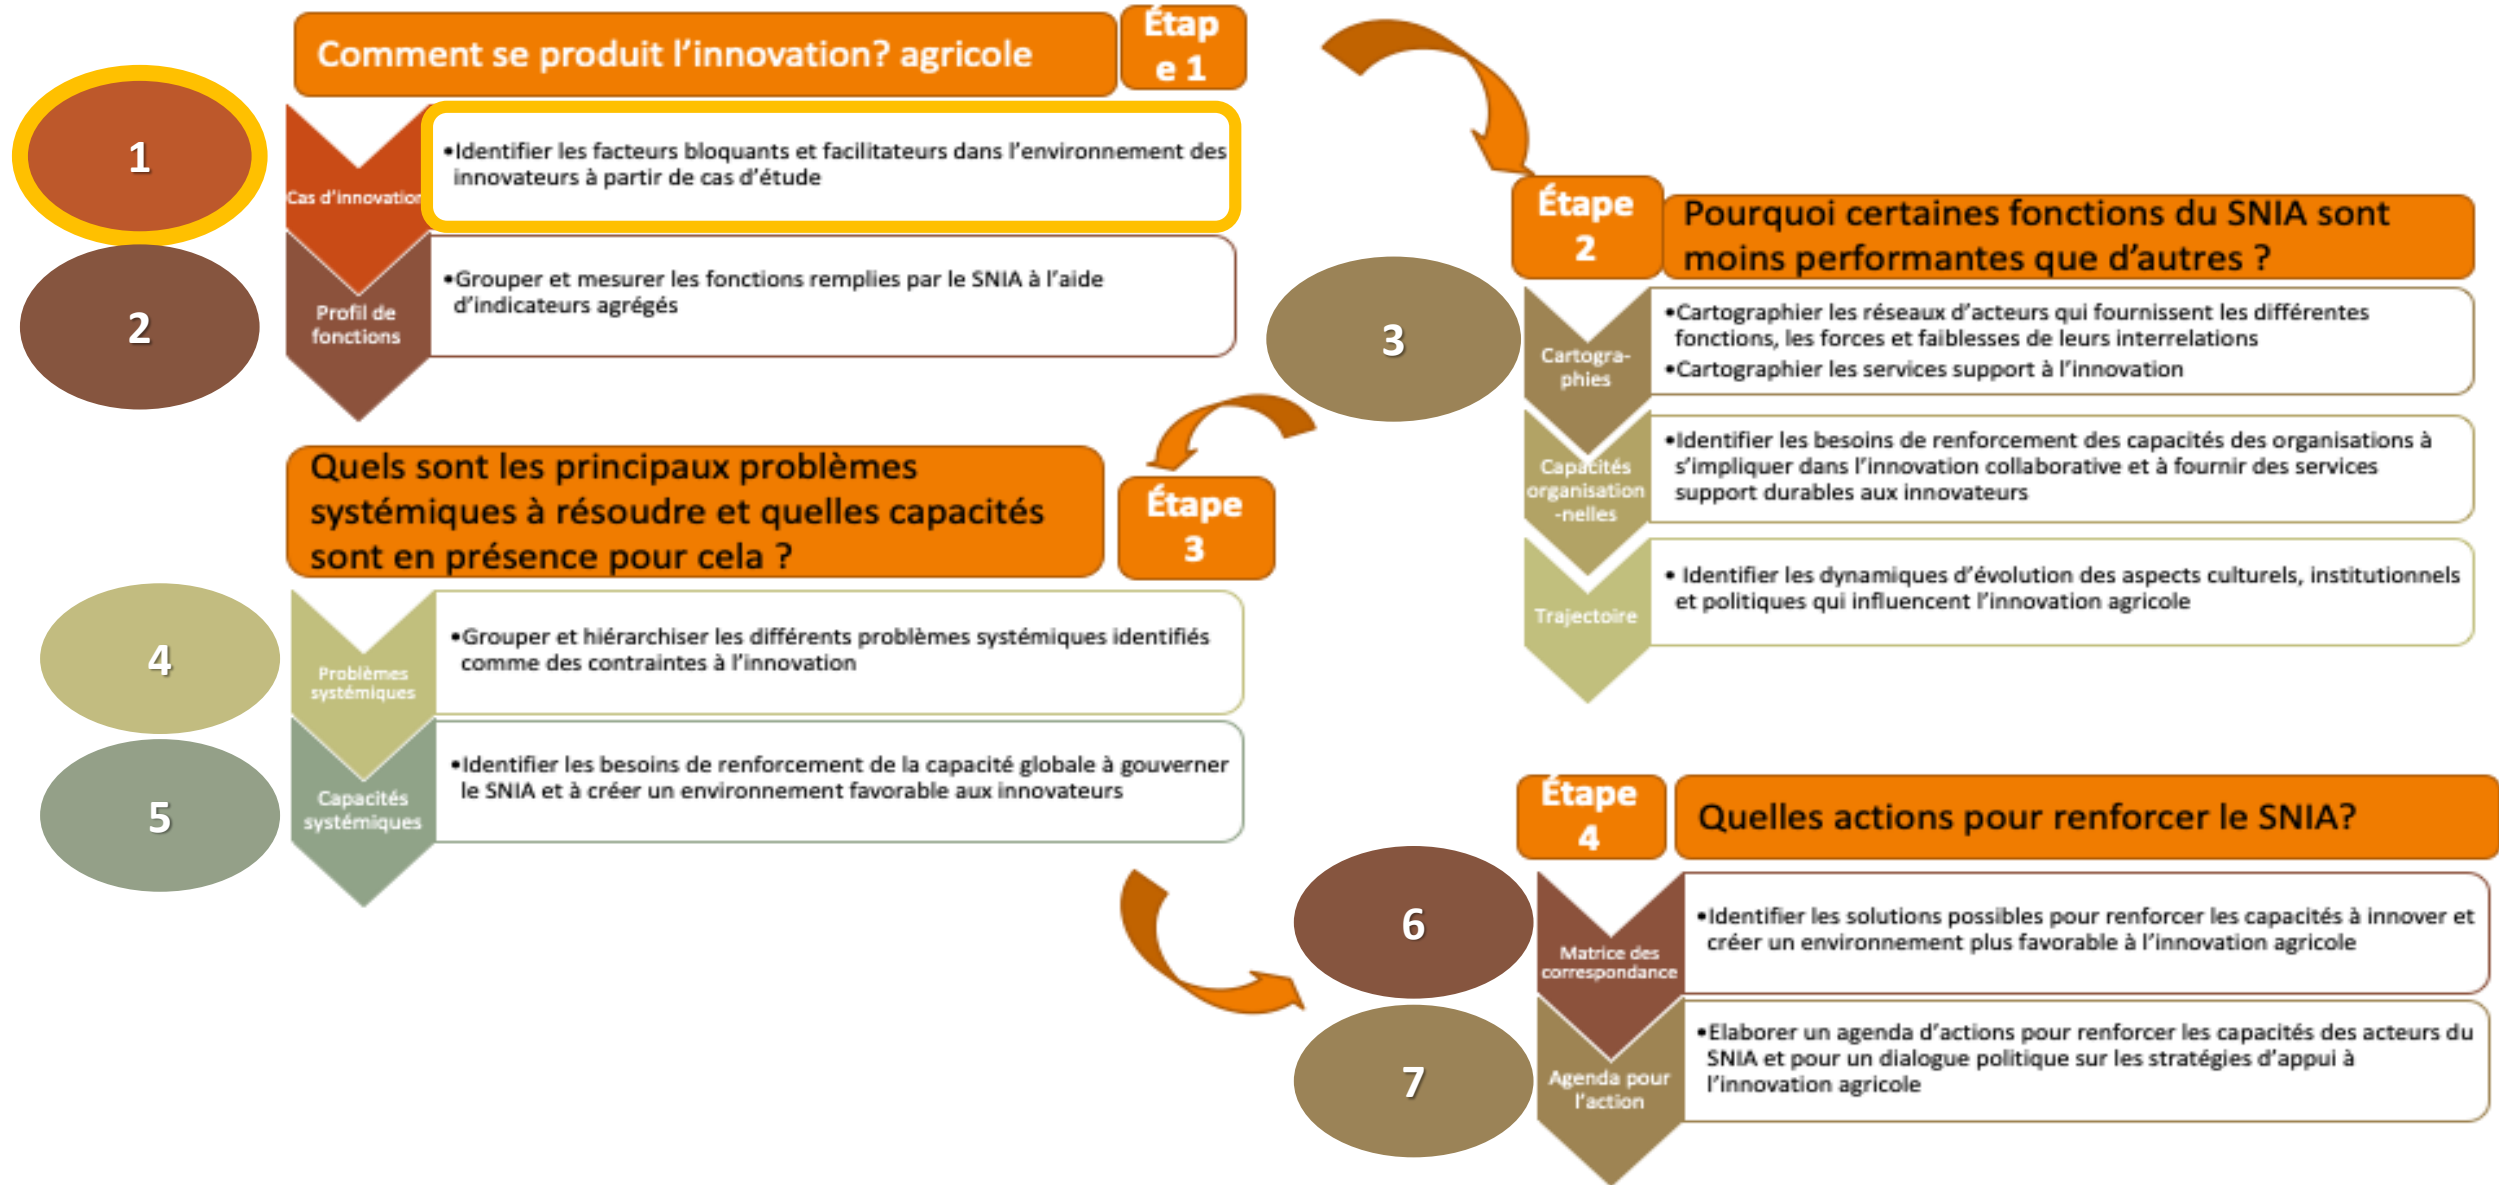 Comment se produit l’innovation? agricole
Étap
e 1
1
Cas d’innovation
•Identifier les facteurs bloquants et facilitateurs dans l’environnement des
innovateurs à partir de cas d’étude
2
Profil de
fonctions
•Grouper et mesurer les fonctions remplies par le SNIA à l’aide
d’indicateurs agrégés
Étape
2
Pourquoi certaines fonctions du SNIA sont
moins performantes que d’autres ?
3
Cartogra-
phies
•Cartographier les réseaux d’acteurs qui fournissent les différentes
fonctions, les forces et faiblesses de leurs interrelations
•Cartographier les services support à l’innovation
Capacités
organisation
-nelles
•Identifier les besoins de renforcement des capacités des organisations à
s’impliquer dans l’innovation collaborative et à fournir des services
support durables aux innovateurs
Trajectoire
• Identifier les dynamiques d’évolution des aspects culturels, institutionnels
et politiques qui influencent l’innovation agricole
Quels sont les principaux problèmes
systémiques à résoudre et quelles capacités
sont en présence pour cela ?
Étape
3
4
Problèmes
systémiques
•Grouper et hiérarchiser les différents problèmes systémiques identifiés
comme des contraintes à l’innovation
5
Capacités
systémiques
•Identifier les besoins de renforcement de la capacité globale à gouverner
le SNIA et à créer un environnement favorable aux innovateurs
Étape
4
Quelles actions pour renforcer le SNIA?
6
Matrice des
correspondance
•Identifier les solutions possibles pour renforcer les capacités à innover et
créer un environnement plus favorable à l’innovation agricole
7
Agenda pour
l’action
•Elaborer un agenda d’actions pour renforcer les capacités des acteurs du
SNIA et pour un dialogue politique sur les stratégies d’appui à
l’innovation agricole